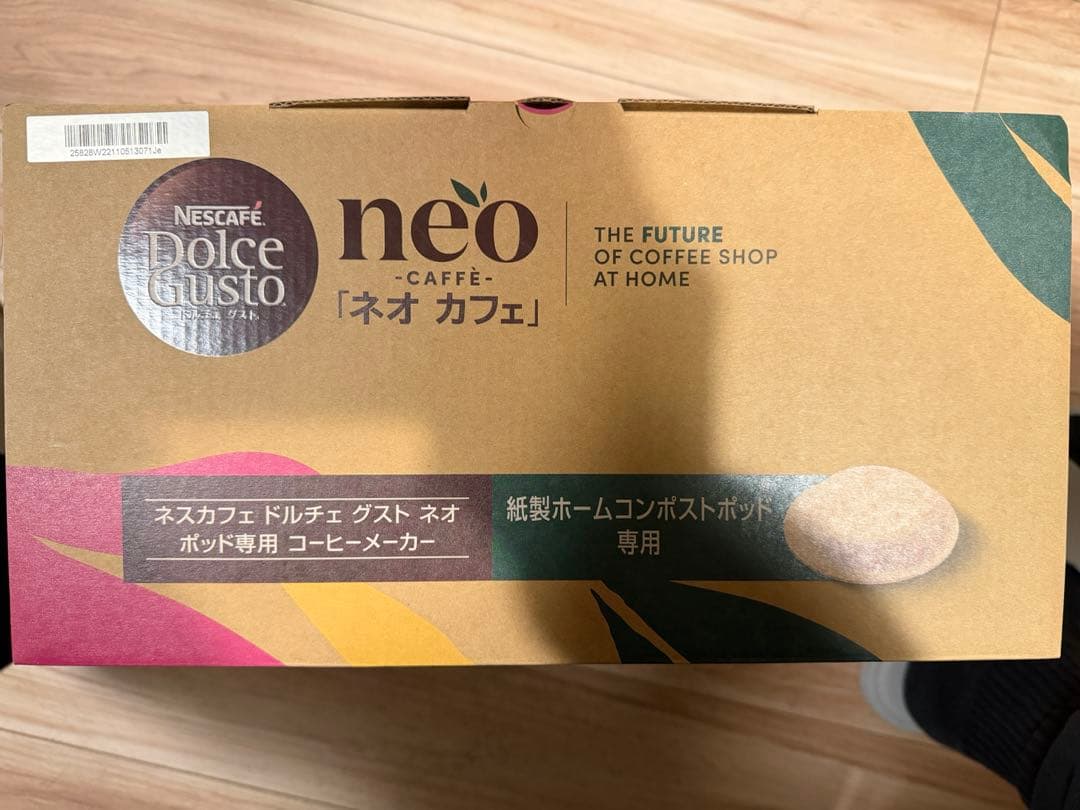 25828W22110513071Je
NESCAFÉ.
Dolce
Gusto
ドルチェ グスト
neo
-CAFFÈ-
「ネオ カフェ」
THE FUTURE
OF COFFEE SHOP
AT HOME
ネスカフェ ドルチェ グスト ネオ
ポッド専用 コーヒーメーカー
紙製ホームコンポストポッド
専用